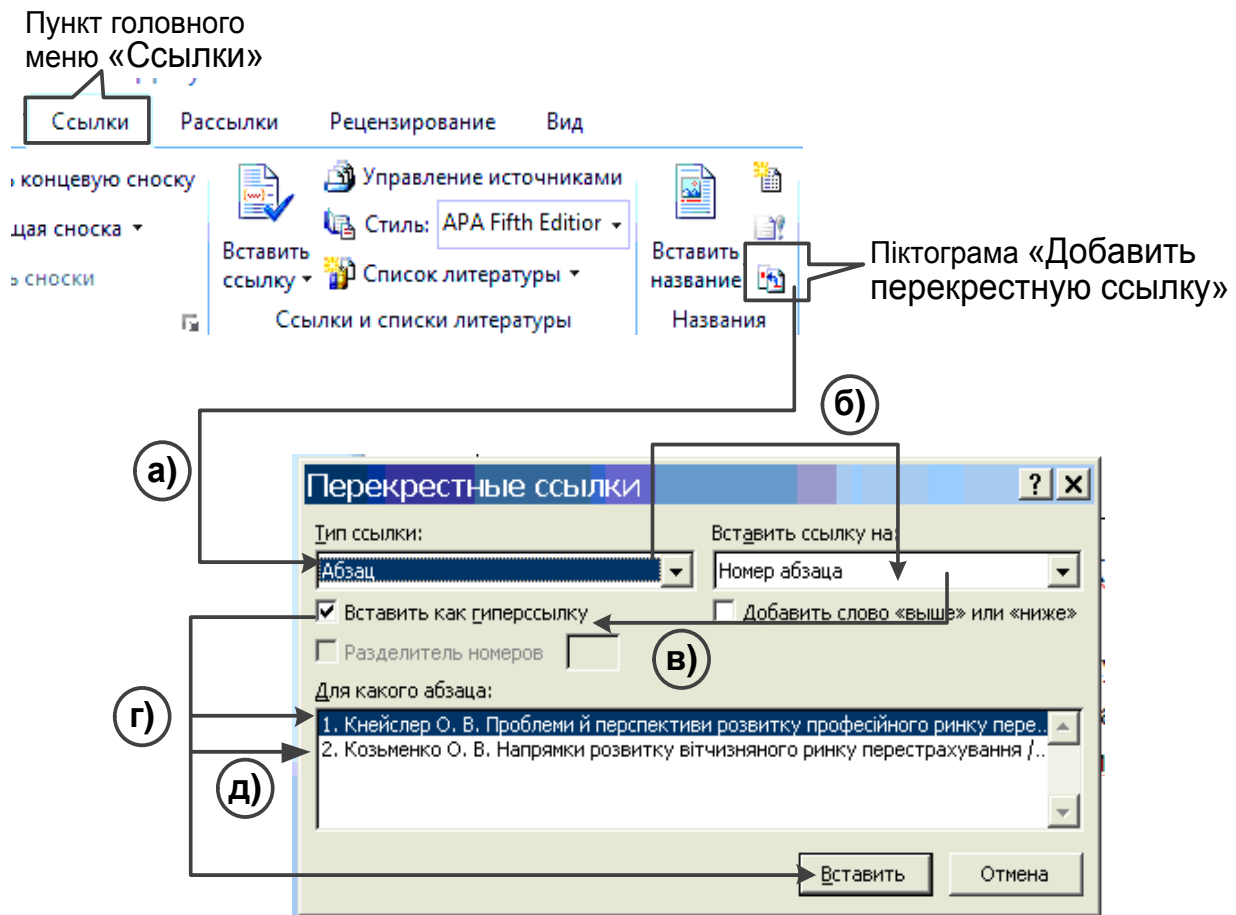 Пункт головного
меню «Ссылки»
Ссылки Рассылки Рецензирование Вид
концевую сноску
Управление источниками
щая сноска
Стиль: APA Fifth Edition
Вставить
ссылку
Список литературы
сноски
Вставить
название
Ссылки и списки литературы
Названия
Піктограма «Добавить
перекрестную ссылку»
а)
б)
Перекрестные ссылки
Тип ссылки:
Вставить ссылку на:
Абзац
Номер абзаца
Вставить как гиперссылку
Добавить слово «выше» или «ниже»
Разделитель номеров
в)
Для какого абзаца:
г)
1. Кнейслер О. В. Проблеми й перспективи розвитку професійного ринку пере..
2. Козьменко О. В. Напрямки розвитку вітчизняного ринку перестрахування /..
д)
Вставить
Отмена